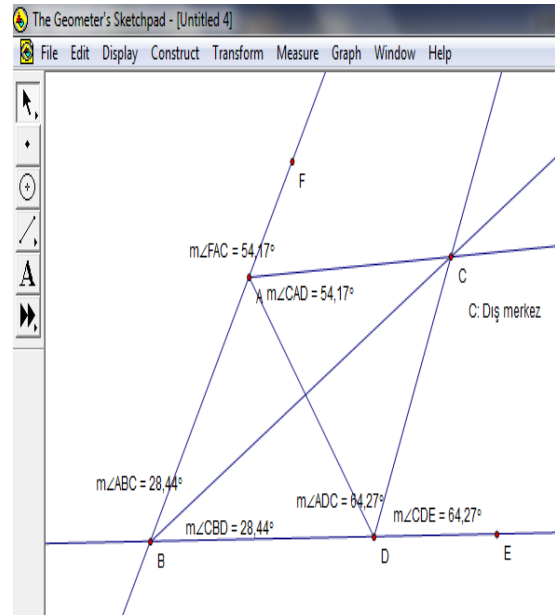 The Geometer's Sketchpad - [Untitled 4]
File Edit Display Construct Transform Measure Graph Window Help
A
F
m∠FAC = 54,17°
A
m∠CAD = 54,17°
C
C: Dış merkez
m∠ABC = 28,44°
m∠CBD = 28,44°
m∠ADC = 64,27°
m∠CDE = 64,27°
B
D
E